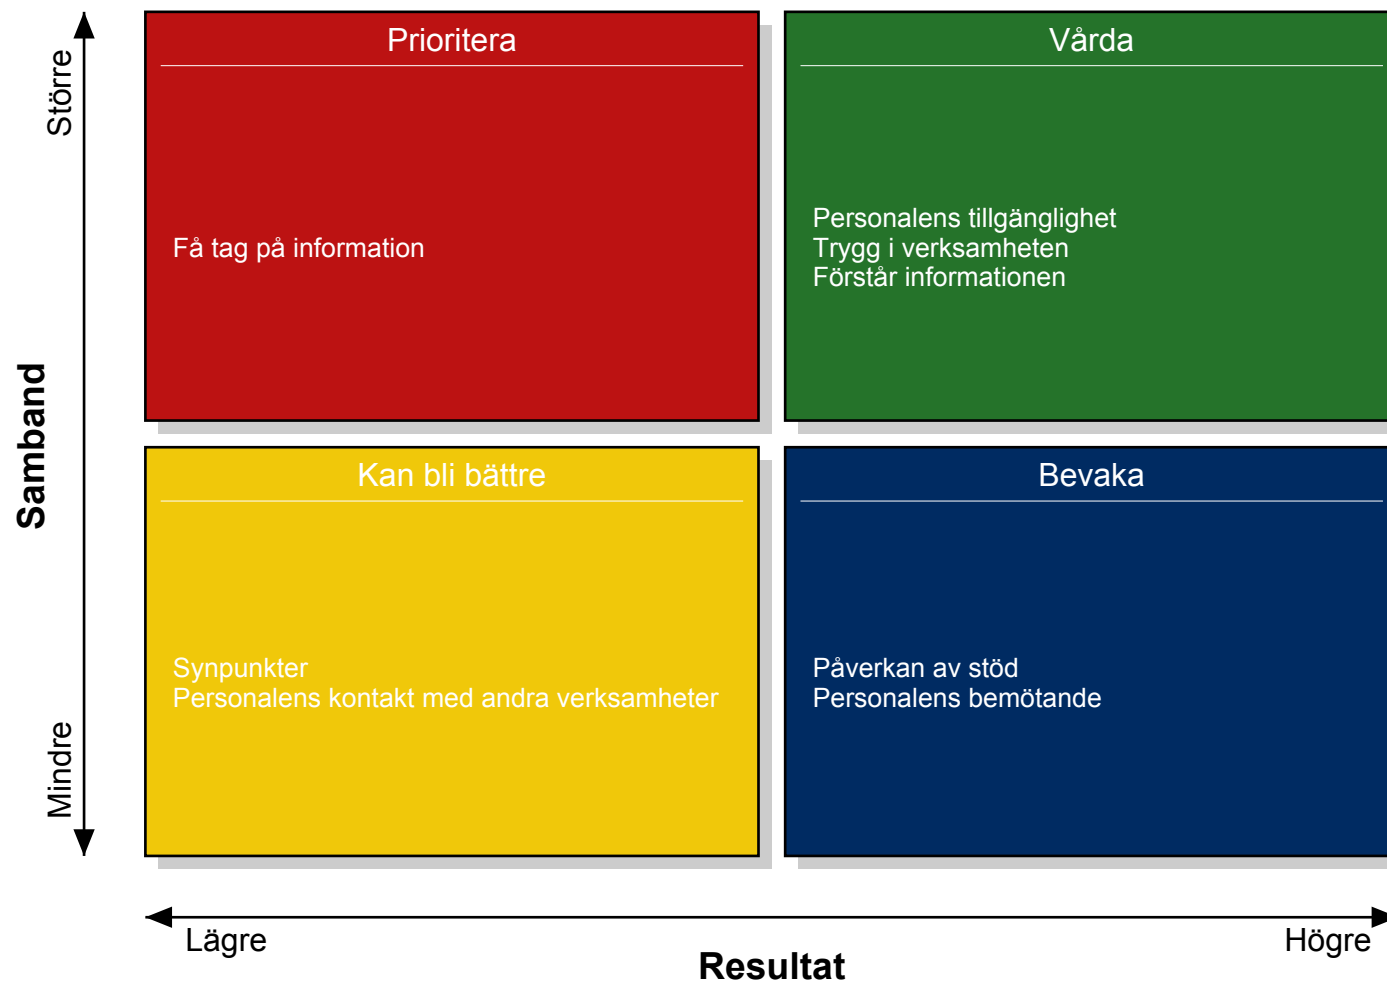 Större
Prioritera
Få tag på information
Vårda
Personalens tillgänglighet
Trygg i verksamheten
Förstår informationen
Samband
Kan bli bättre
Synpunkter
Personalens kontakt med andra verksamheter
Bevaka
Påverkan av stöd
Personalens bemötande
Mindre
Lägre
Högre
Resultat